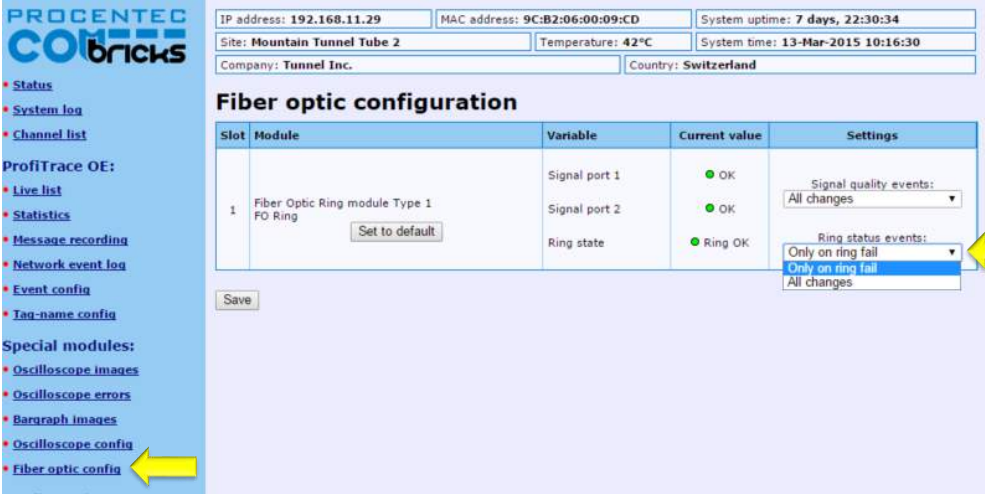 PROCENTEC
COMbricks
IP address: 192.168.11.29
MAC address: 9C:B2:06:00:09:CD
System uptime: 7 days, 22:30:34
Site: Mountain Tunnel Tube 2
Temperature: 42°C
System time: 13-Mar-2015 10:16:30
Company: Tunnel Inc.
Country: Switzerland
Status
System log
Channel list
ProfiTrace OE:
Live list
Statistics
Message recording
Network event log
Event config
Tag-name config
Special modules:
Oscilloscope images
Oscilloscope errors
Bargraph images
Oscilloscope config
Fiber optic config
Fiber optic configuration
Slot Module Variable Current value Settings
1
Fiber Optic Ring module Type 1
FO Ring
Set to default
Signal port 1 OK
Signal port 2 OK
Ring state Ring OK
Signal quality events:
All changes
Ring status events:
Only on ring fail
Only on ring fail
All changes
Save